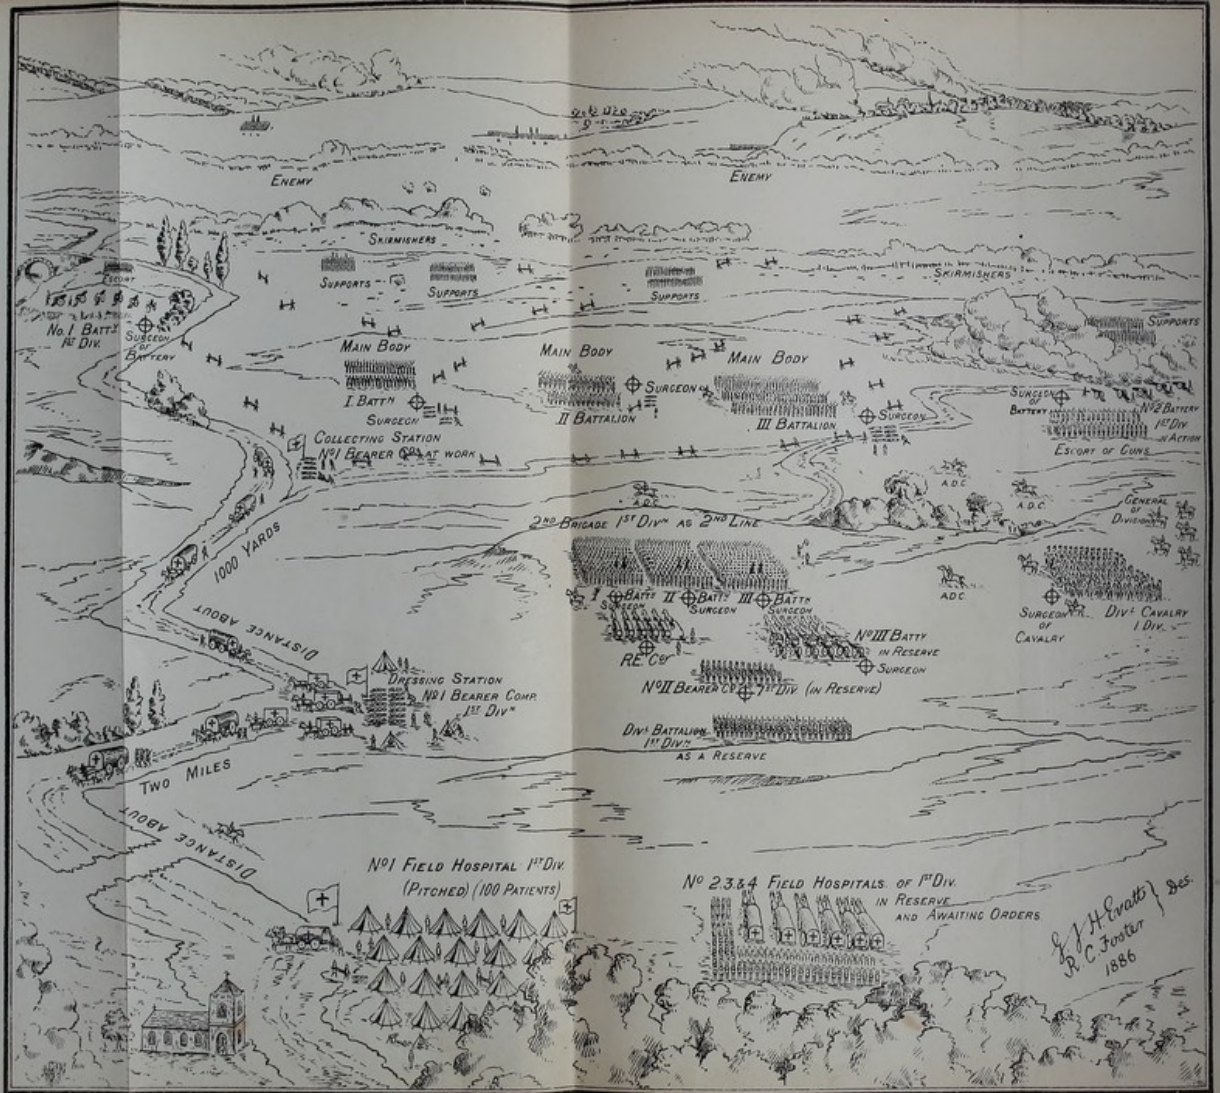 ENEMY
ENEMY
SKIRMISHERS
SKIRMISHERS
ESCORT
SUPPORTS
SUPPORTS
SUPPORTS
SUPPORTS
No. 1 BATTY
1ST DIV.
SURGEON
OF
BATTERY
MAIN BODY
I BATTN
SURGEON
MAIN BODY
SURGEON
II BATTALION
MAIN BODY
III BATTALION
SURGEON
SURGEON
OF
BATTERY
No 2 BATTERY
1ST DIV
IN ACTION
ESCORT OF GUNS
COLLECTING STATION
No 1 BEARER COY AT WORK
A.D.C.
A.D.C.
A.D.C.
GENERAL
OF
DIVISION
2ND BRIGADE 1ST DIVN AS 2ND LINE
I BATTN II BATTN III BATTN
SURGEON SURGEON SURGEON
ADC
SURGEON
OF
CAVALRY
DIVL CAVALRY
1. DIV.
R.E. COY
No III BATTY
IN RESERVE
SURGEON
No II BEARER CO 1ST DIV (IN RESERVE)
DIVL BATTALION
1ST DIVN
AS A RESERVE
DISTANCE ABOUT
1000 YARDS
DRESSING STATION
No 1 BEARER COMP.
1ST DIVN
DISTANCE ABOUT
TWO MILES
No 1 FIELD HOSPITAL 1ST DIV.
(PITCHED) (100 PATIENTS)
No 2.3.& 4 FIELD HOSPITALS. OF 1ST DIV.
IN RESERVE
AND AWAITING ORDERS
G J H Evatt } Des.
R. C. Foster
1886